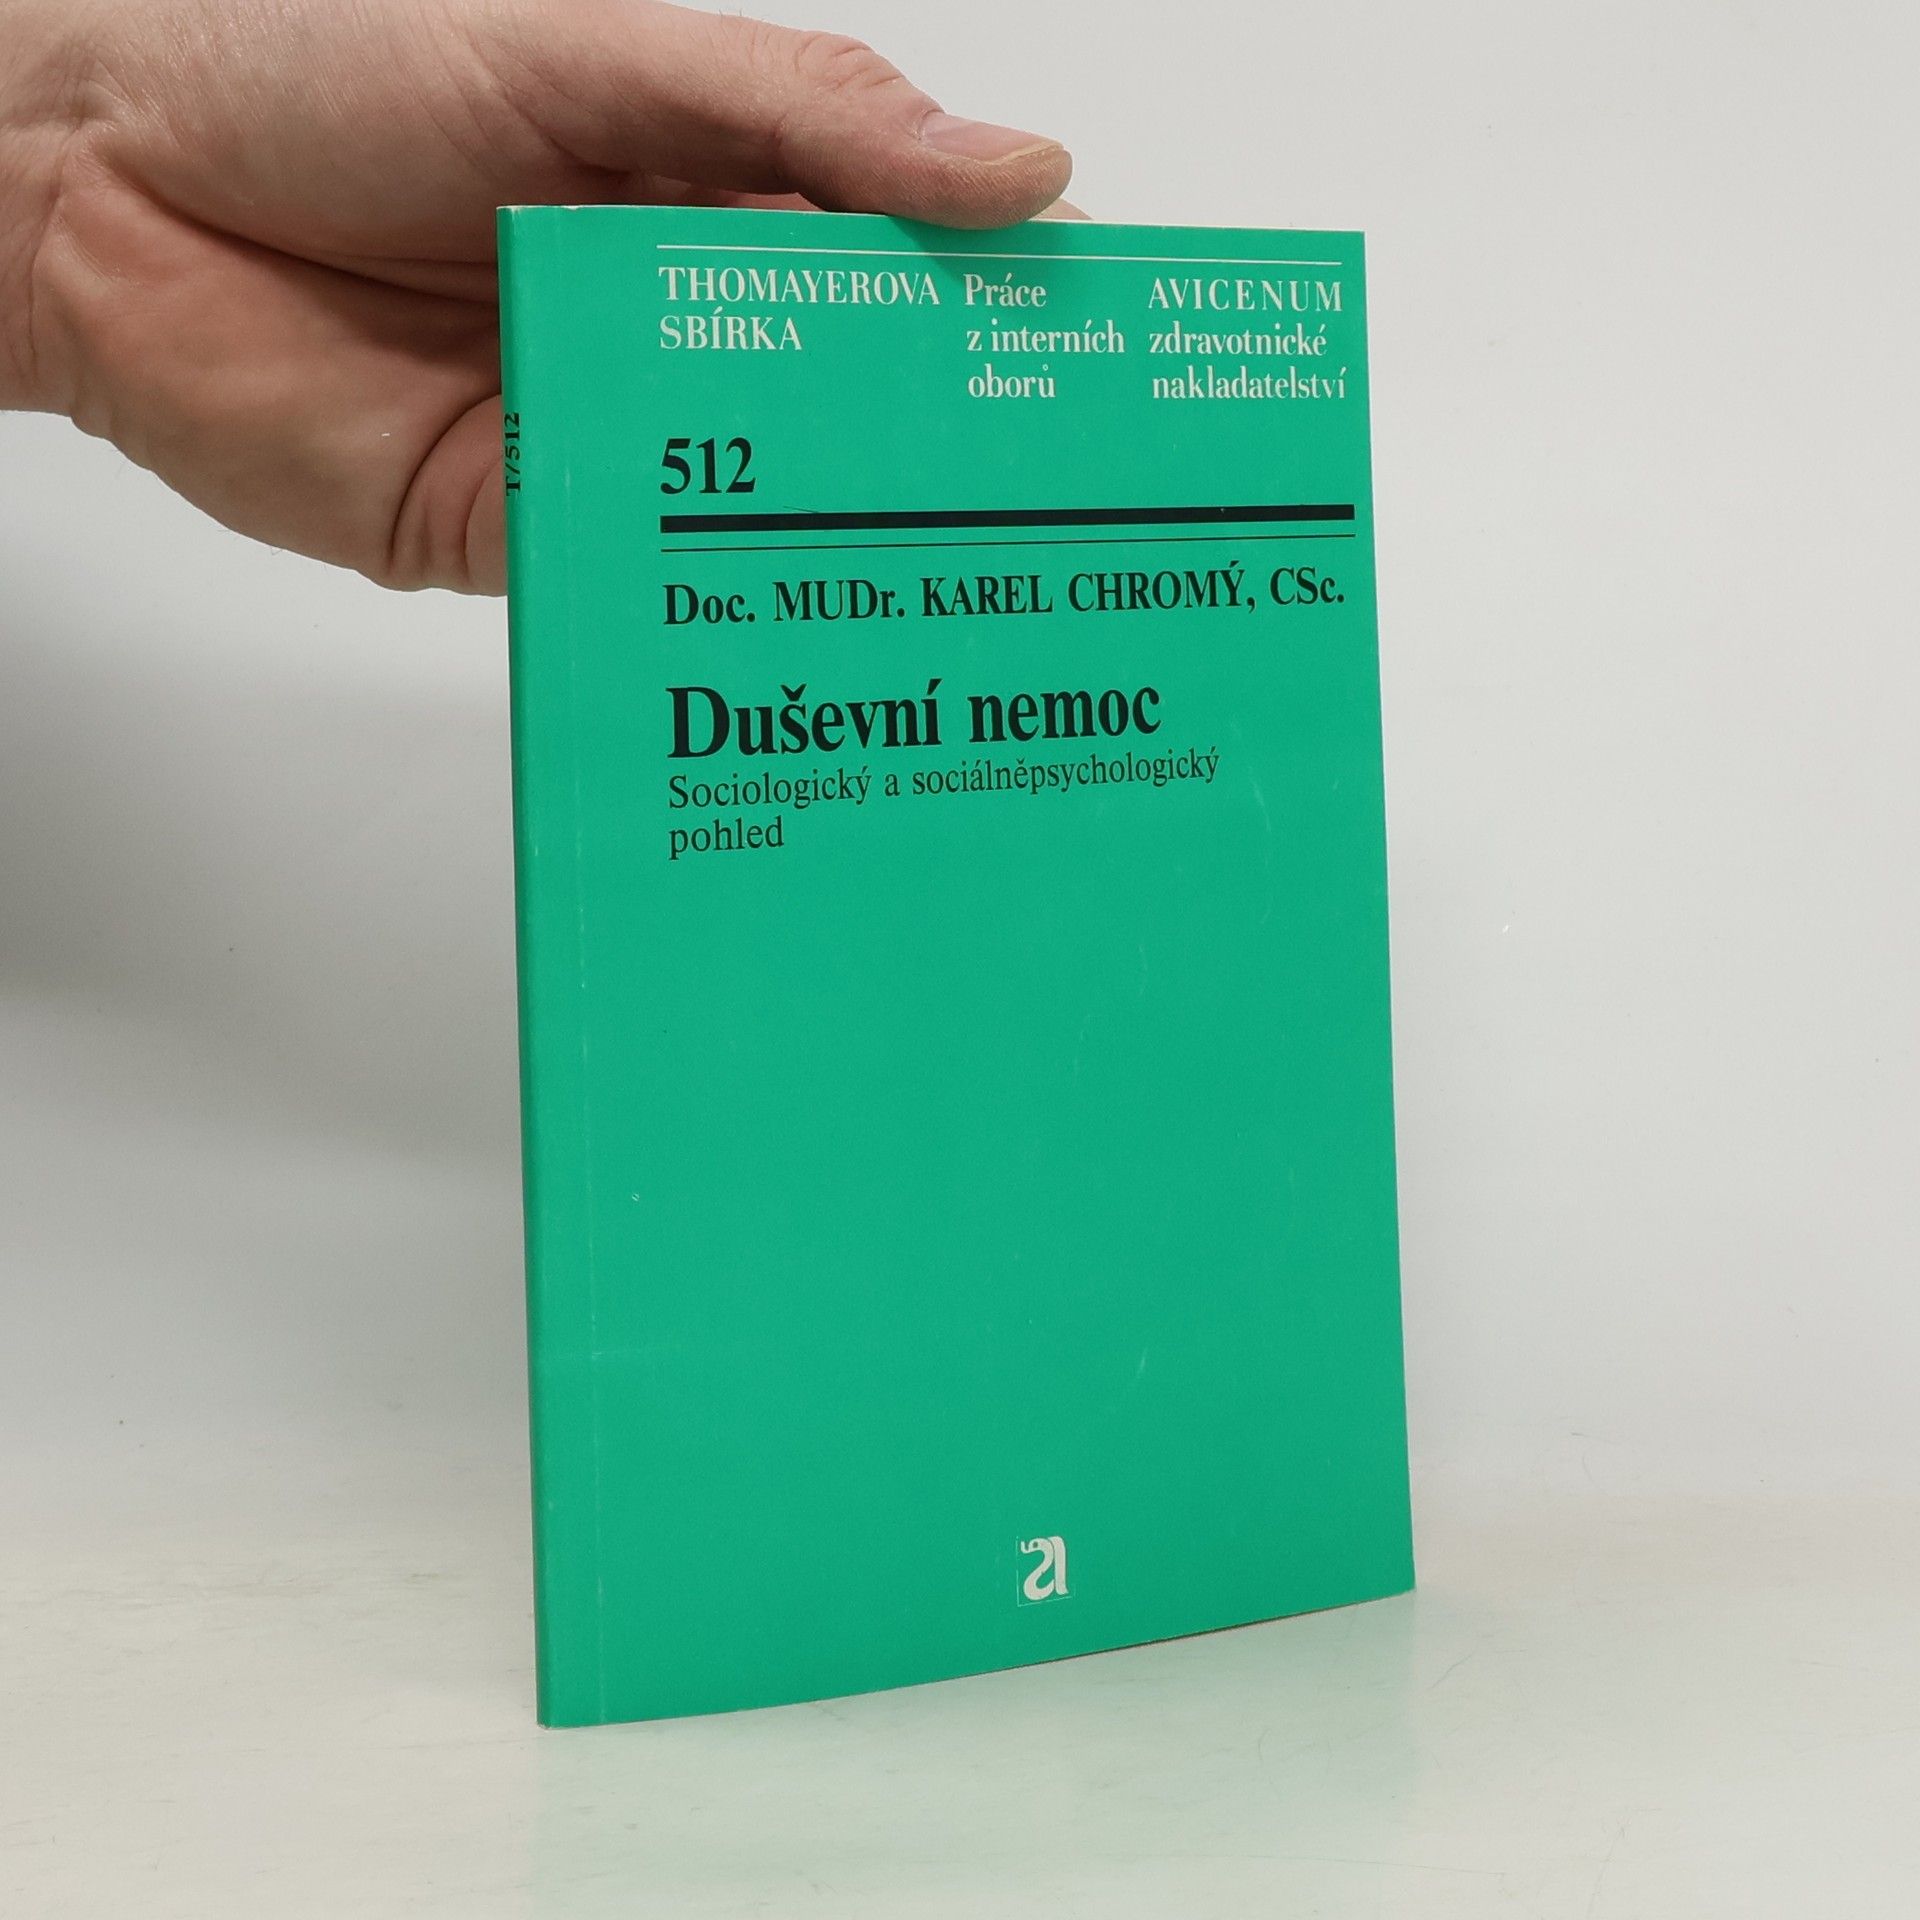 THOMAYEROVA
SBÍRKA
Práce
z interních
oborů
AVICENUM
zdravotnické
nakladatelství
512
Doc. MUDr. KAREL CHROMÝ, CSc.
Duševní nemoc
Sociologický a sociálněpsychologický
pohled
T/512
a